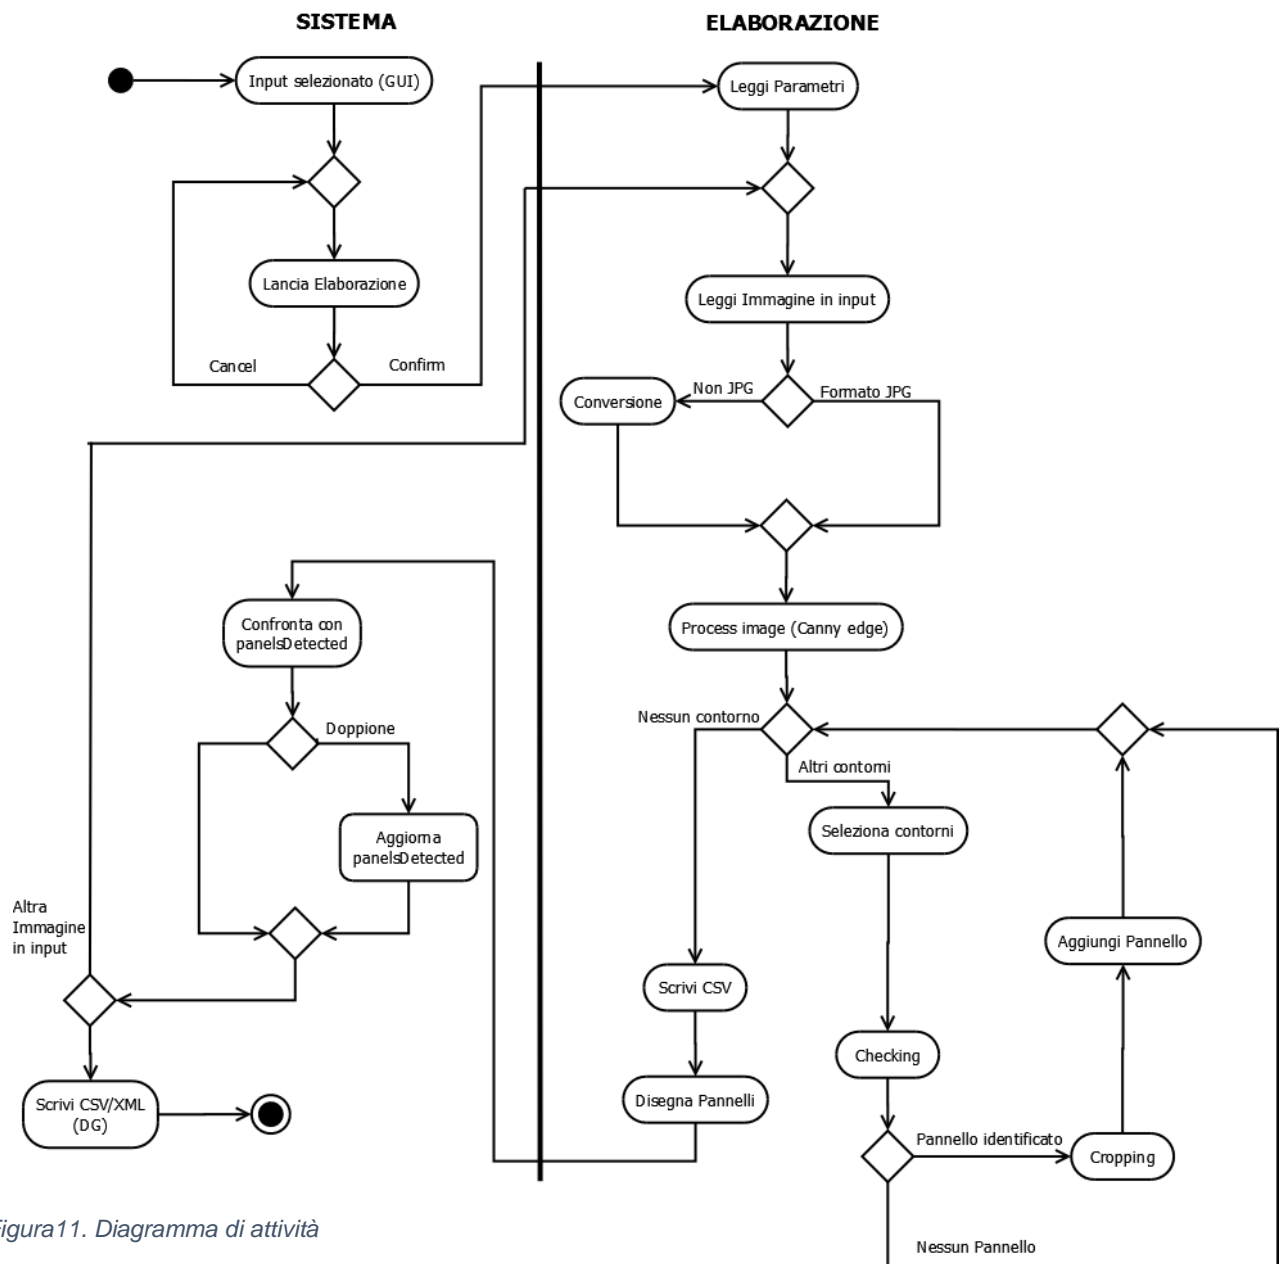 SISTEMA
ELABORAZIONE
Input selezionato (GUI)
Leggi Parametri
Lancia Elaborazione
Leggi Immagine in input
Cancel
Confirm
Non JPG
Formato JPG
Conversione
Confronta con
panelsDetected
Process image (Canny edge)
Nessun contorno
Doppione
Altri contorni
Seleziona contorni
Aggiorna
panelsDetected
Altra
Immagine
in input
Aggiungi Pannello
Scrivi CSV
Checking
Scrivi CSV/XML
(DG)
Disegna Pannelli
Pannello identificato
Cropping
igura11. Diagramma di attività
Nessun Pannello